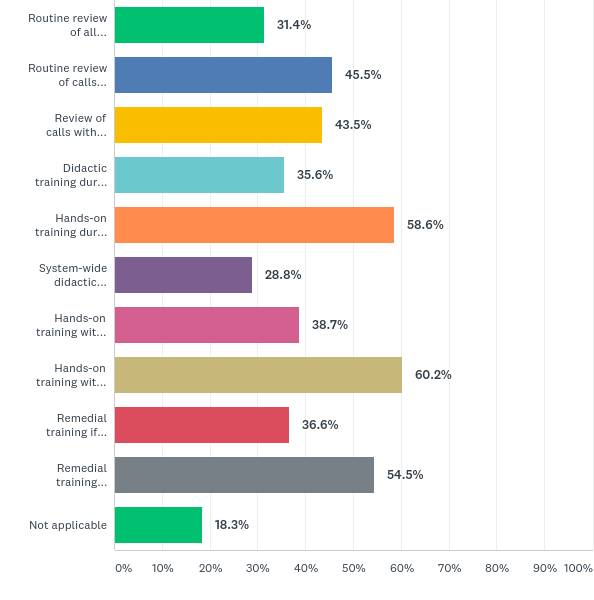 Routine review
of all...
31.4%
Routine review
of calls...
45.5%
Review of
calls with...
43.5%
Didactic
training dur...
35.6%
Hands-on
training dur...
58.6%
System-wide
didactic...
28.8%
Hands-on
training wit...
38.7%
Hands-on
training wit...
60.2%
Remedial
training if...
36.6%
Remedial
training...
54.5%
Not applicable
18.3%
0% 10% 20% 30% 40% 50% 60% 70% 80% 90% 100%